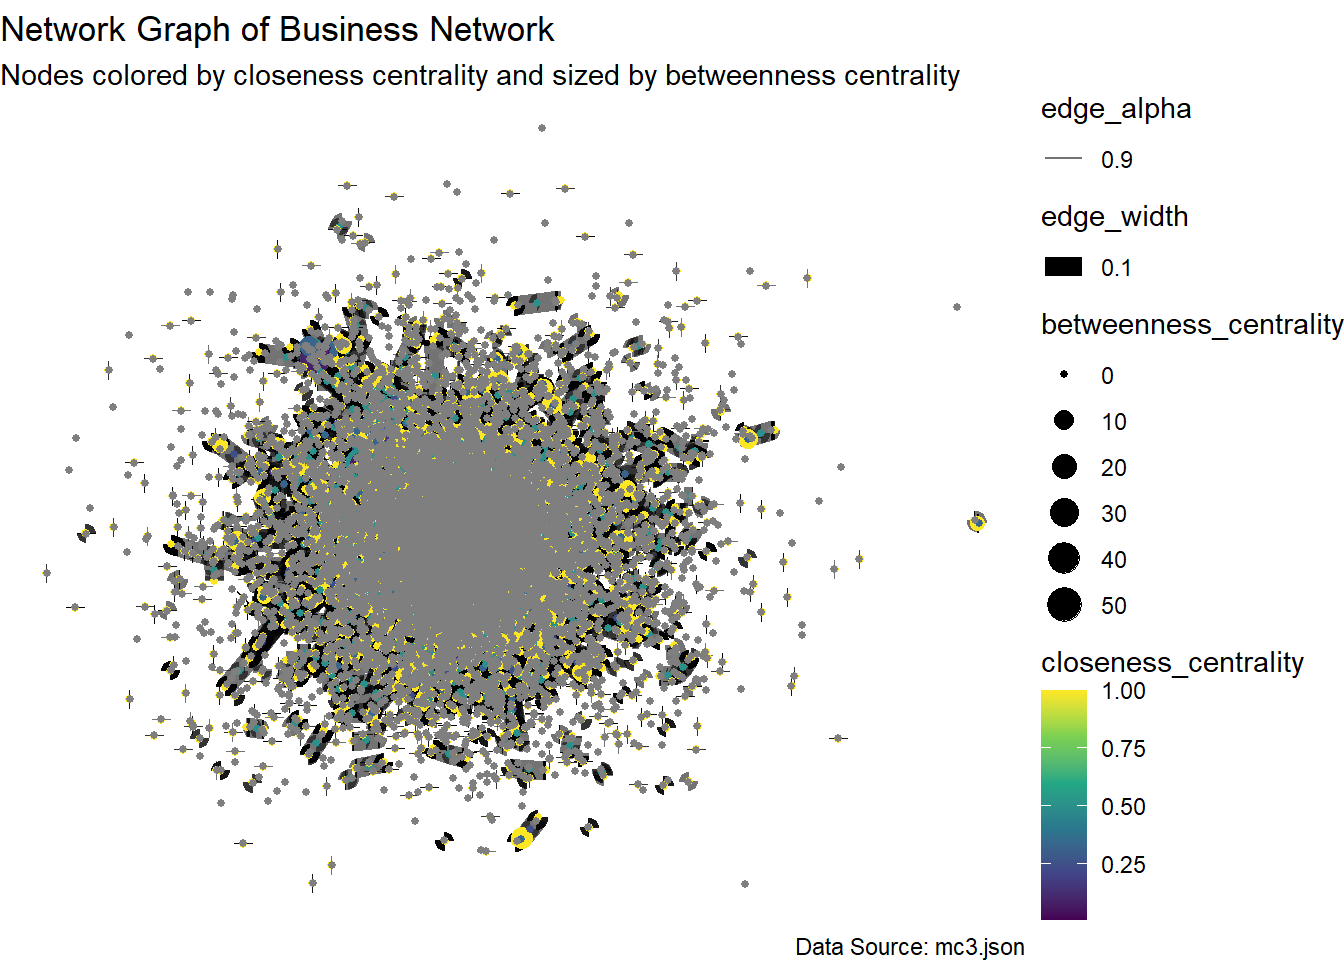 Network Graph of Business Network
Nodes colored by closeness centrality and sized by betweenness centrality
edge_alpha
0.9
edge_width
0.1
betweenness_centrality
0
10
20
30
40
50
closeness_centrality
1.00
0.75
0.50
0.25
Data Source: mc3.json